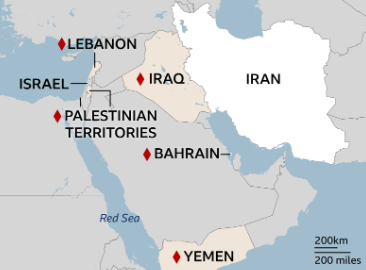 LEBANON
ISRAEL
IRAQ
IRAN
PALESTINIAN
TERRITORIES
BAHRAIN
Red Sea
YEMEN
200km
200 miles